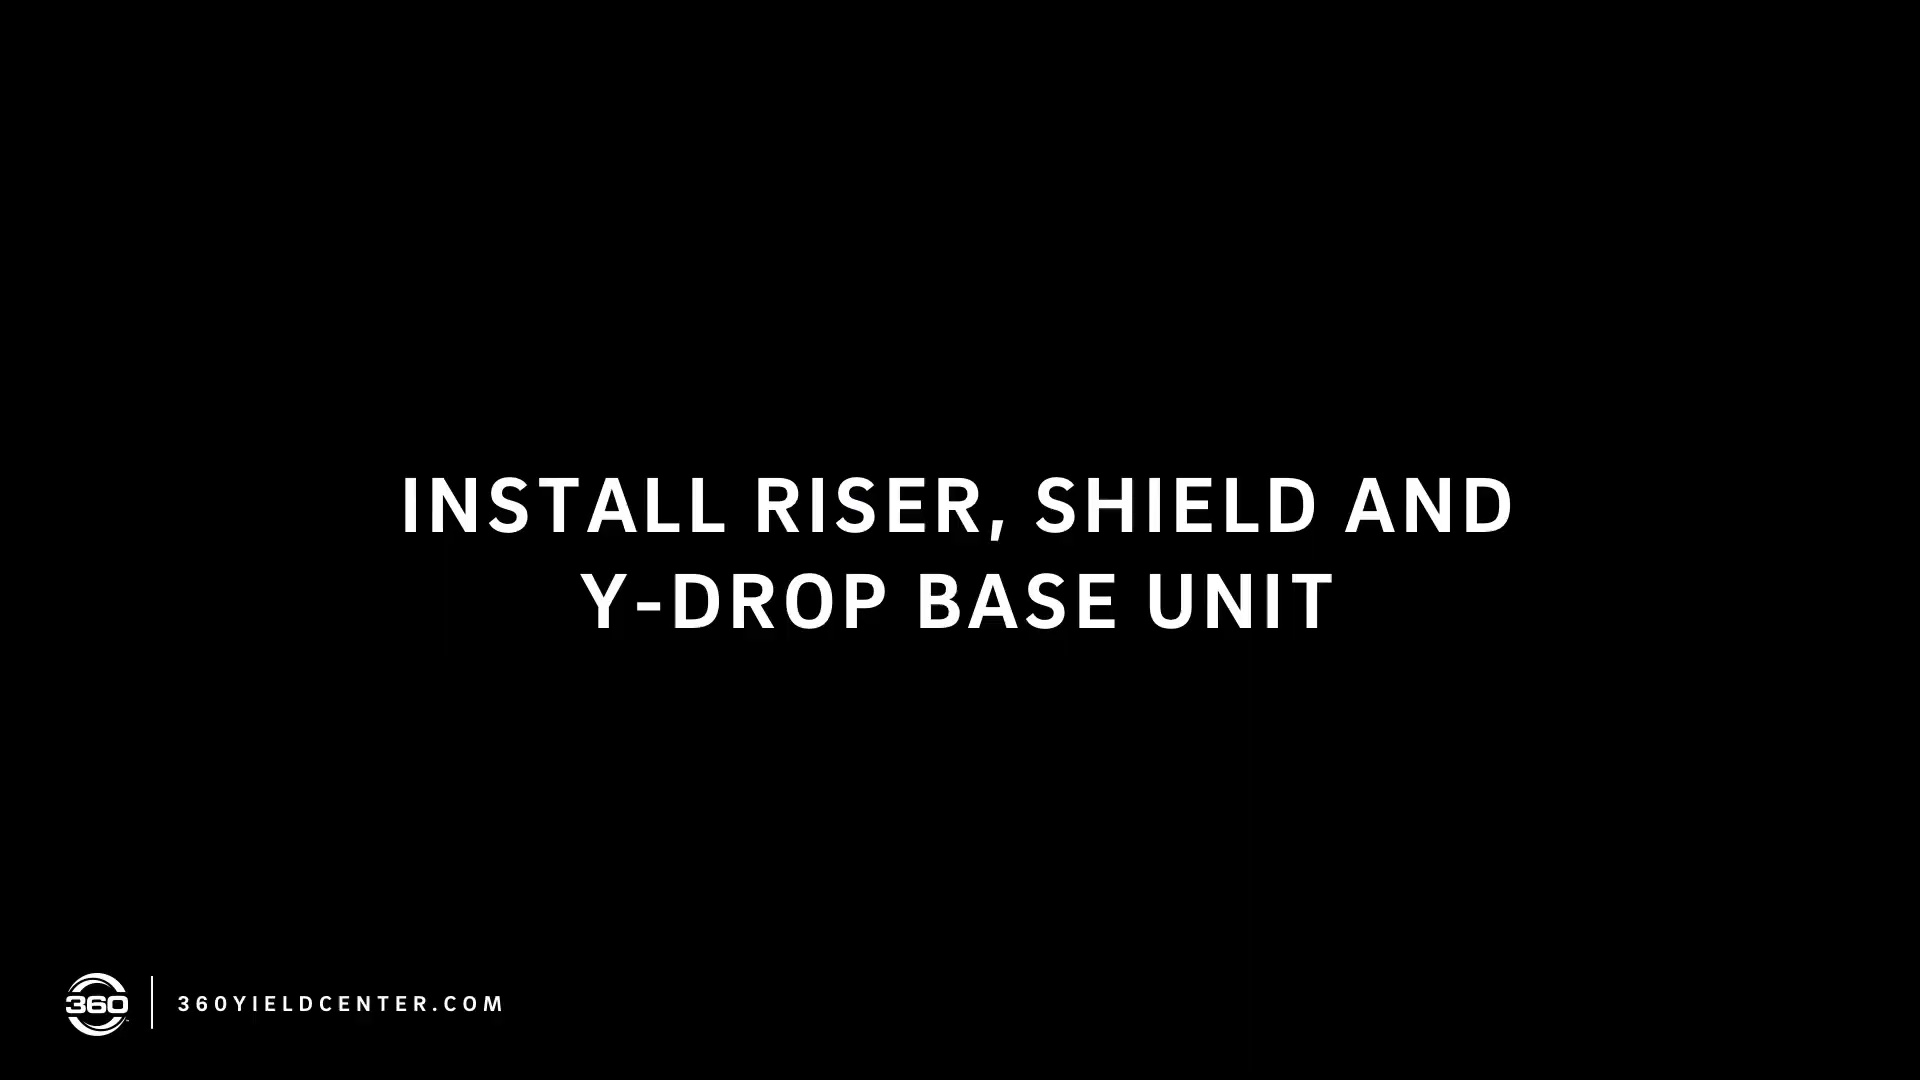 INSTALL RISER, SHIELD AND
Y-DROP BASE UNIT
360
360YIELDCENTER.COM